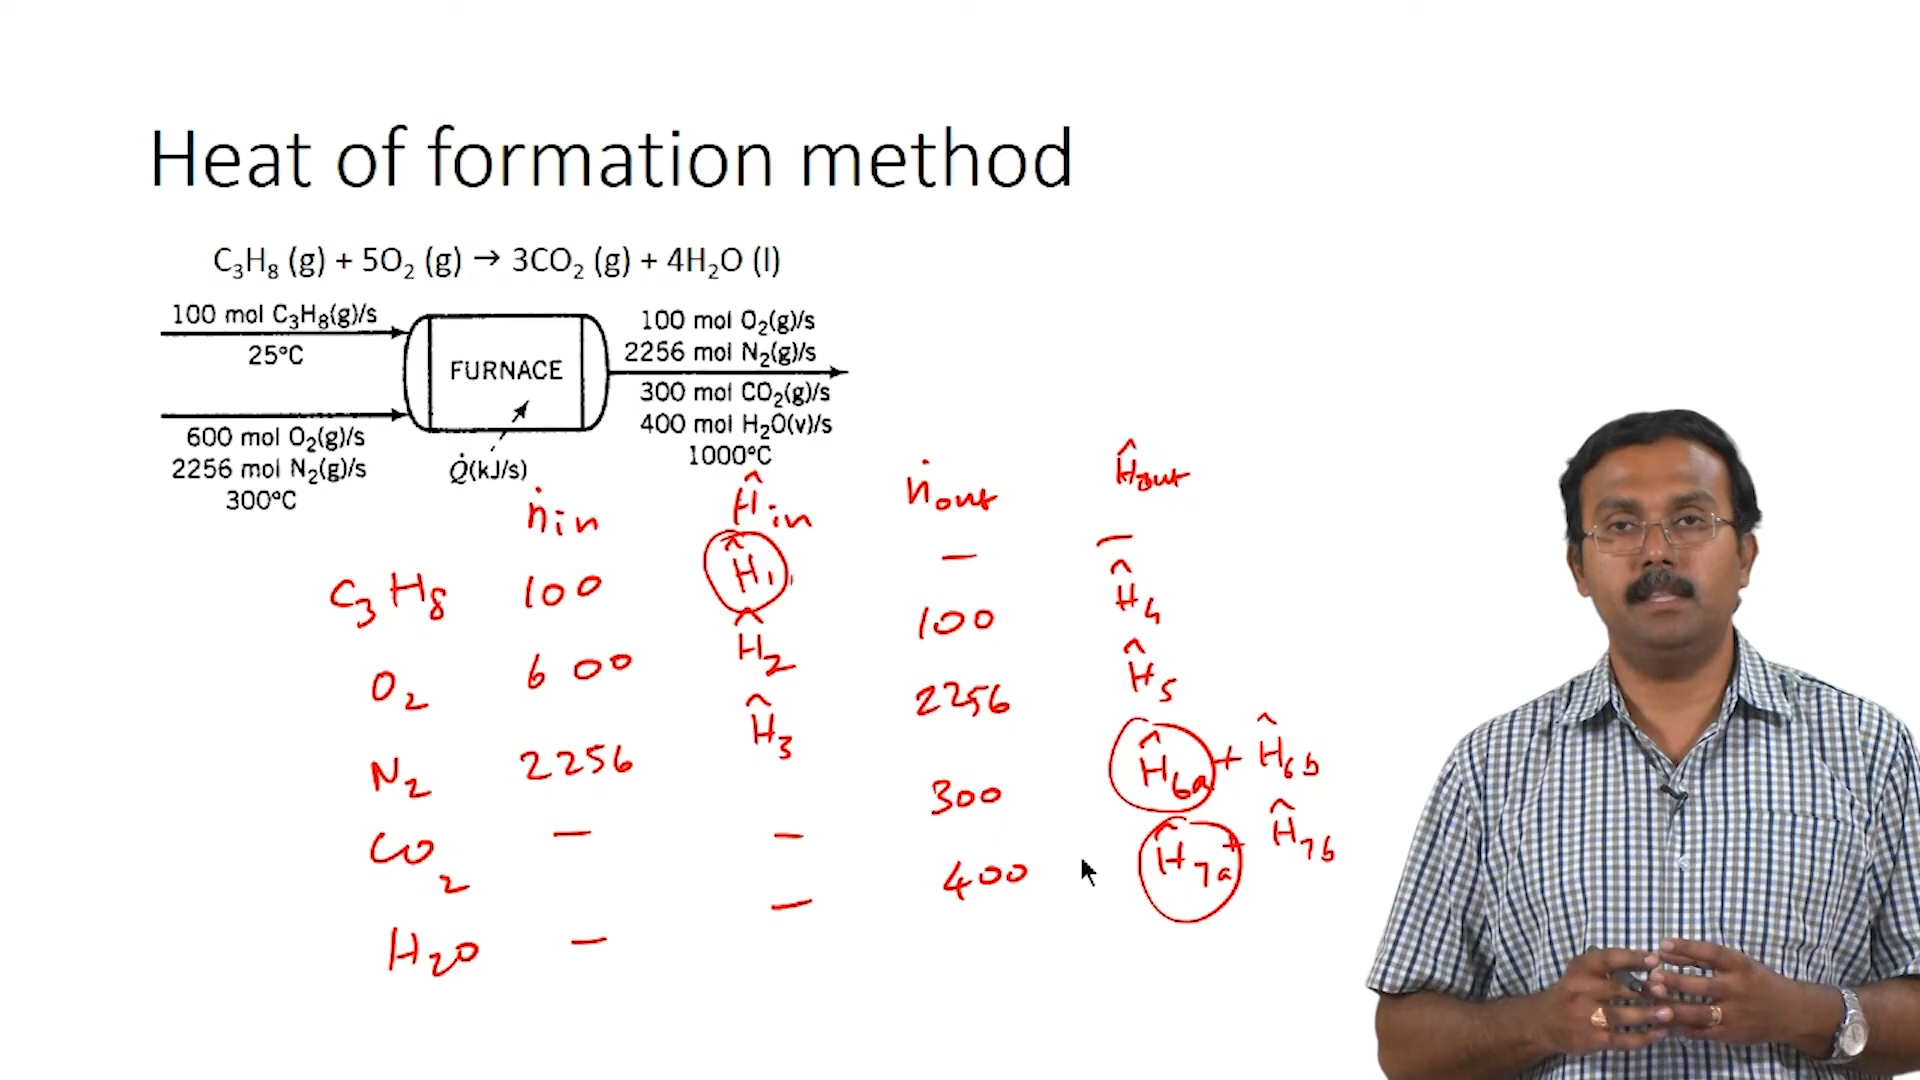 Heat of formation method
C₃H₈ (g) + 5O₂ (g) → 3CO₂ (g) + 4H₂O (l)
100 mol C₃H₈(g)/s
25°C
600 mol O₂(g)/s
2256 mol N₂(g)/s
300°C
FURNACE
Q̇(kJ/s)
100 mol O₂(g)/s
2256 mol N₂(g)/s
300 mol CO₂(g)/s
400 mol H₂O(v)/s
1000°C
ṅin Ĥin ṅout Ĥout
C₃H₈ 100 Ĥ₁ — —
O₂ 600 Ĥ₂ 100 Ĥ₄
N₂ 2256 Ĥ₃ 2256 Ĥ₅
CO₂ — — 300 Ĥ₆ₐ + Ĥ6b
H₂O — — 400 Ĥ₇ₐ + Ĥ7b